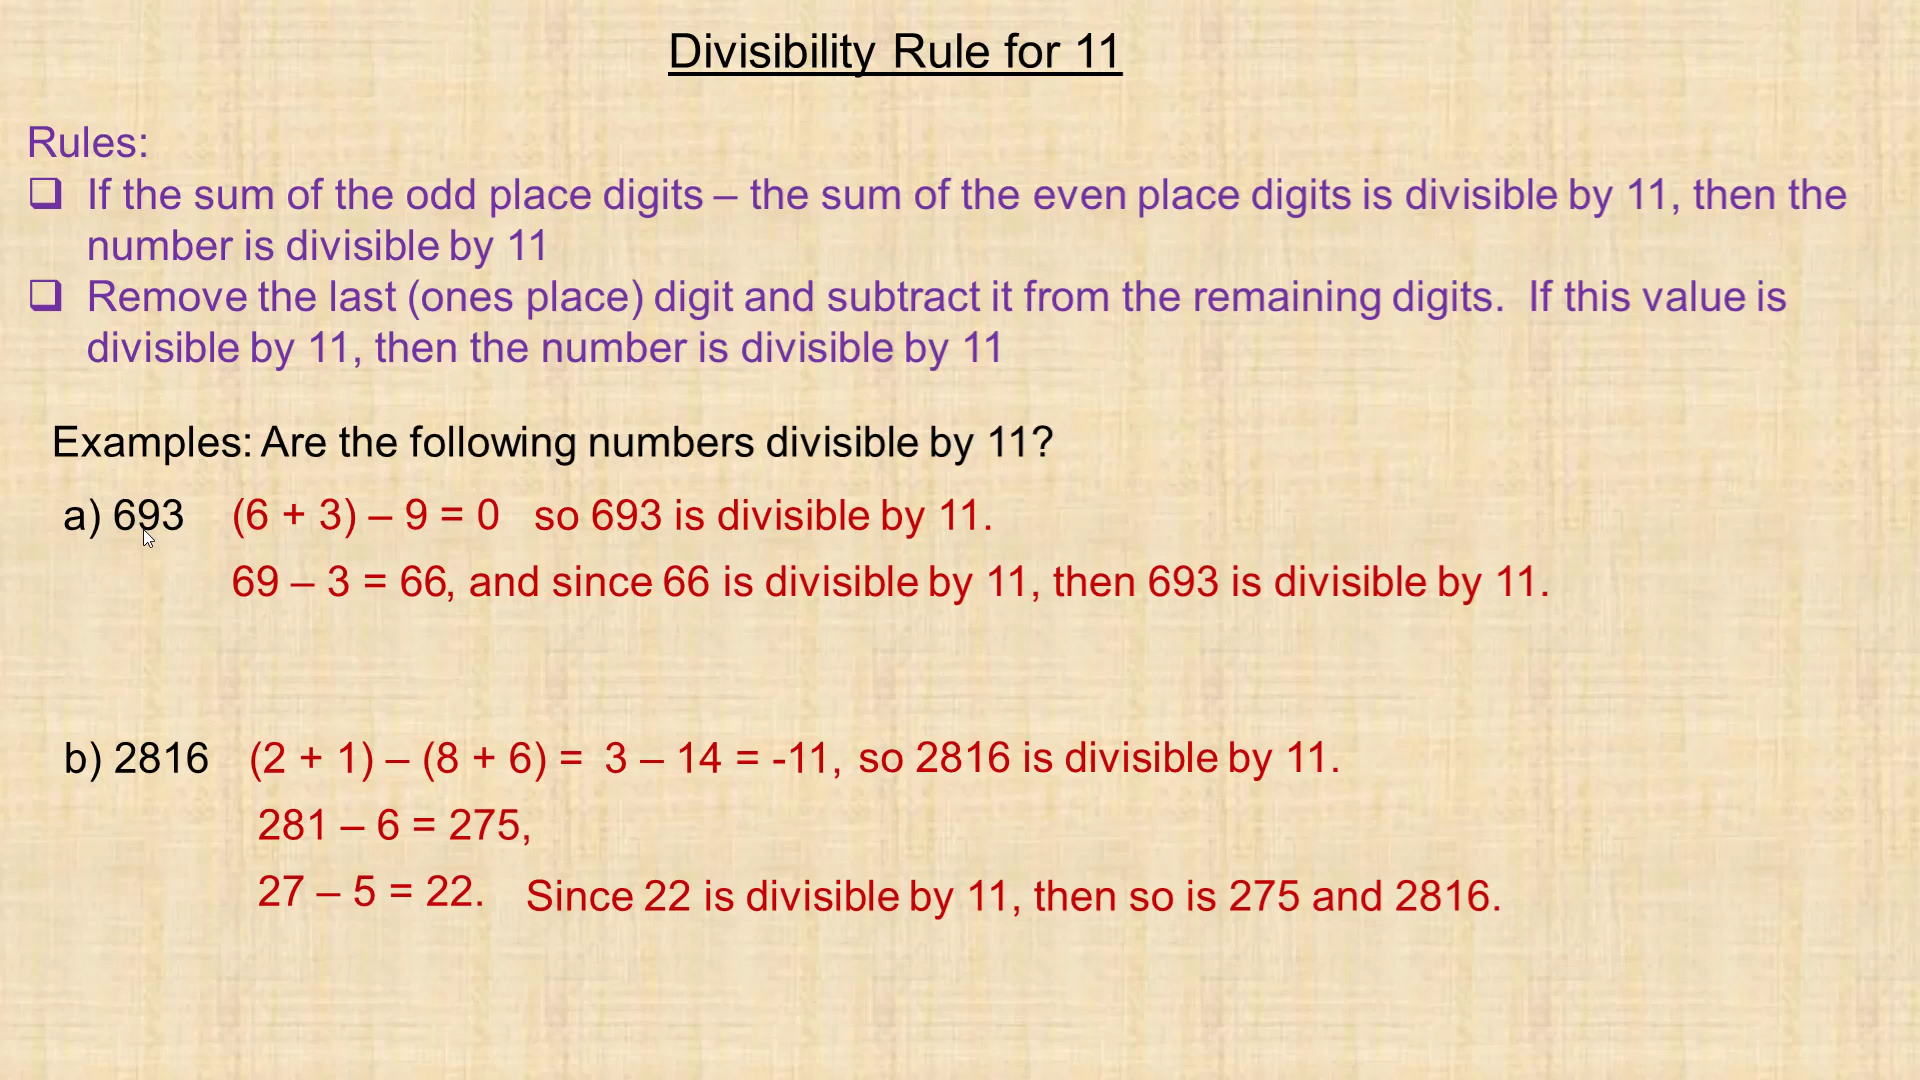 Divisibility Rule for 11
Rules:
❑ If the sum of the odd place digits – the sum of the even place digits is divisible by 11, then the
number is divisible by 11
❑ Remove the last (ones place) digit and subtract it from the remaining digits. If this value is
divisible by 11, then the number is divisible by 11
Examples: Are the following numbers divisible by 11?
a) 693 (6 + 3) – 9 = 0 so 693 is divisible by 11.
69 – 3 = 66, and since 66 is divisible by 11, then 693 is divisible by 11.
b) 2816 (2 + 1) – (8 + 6) = 3 – 14 = -11, so 2816 is divisible by 11.
281 – 6 = 275,
27 – 5 = 22. Since 22 is divisible by 11, then so is 275 and 2816.